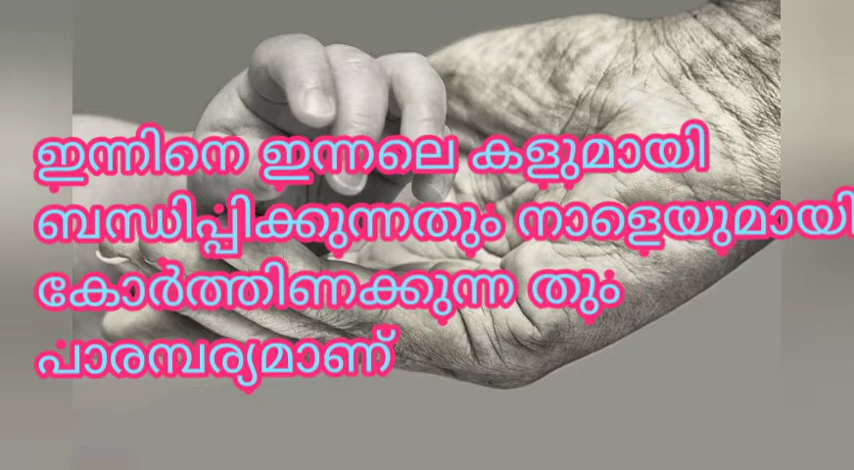 ഇന്നിനെ ഇന്നലെ കളുമായി
ബന്ധിപ്പിക്കുന്നതും നാളെയുമായി
കോർത്തിണക്കുന്ന തും
പാരമ്പര്യമാണ്